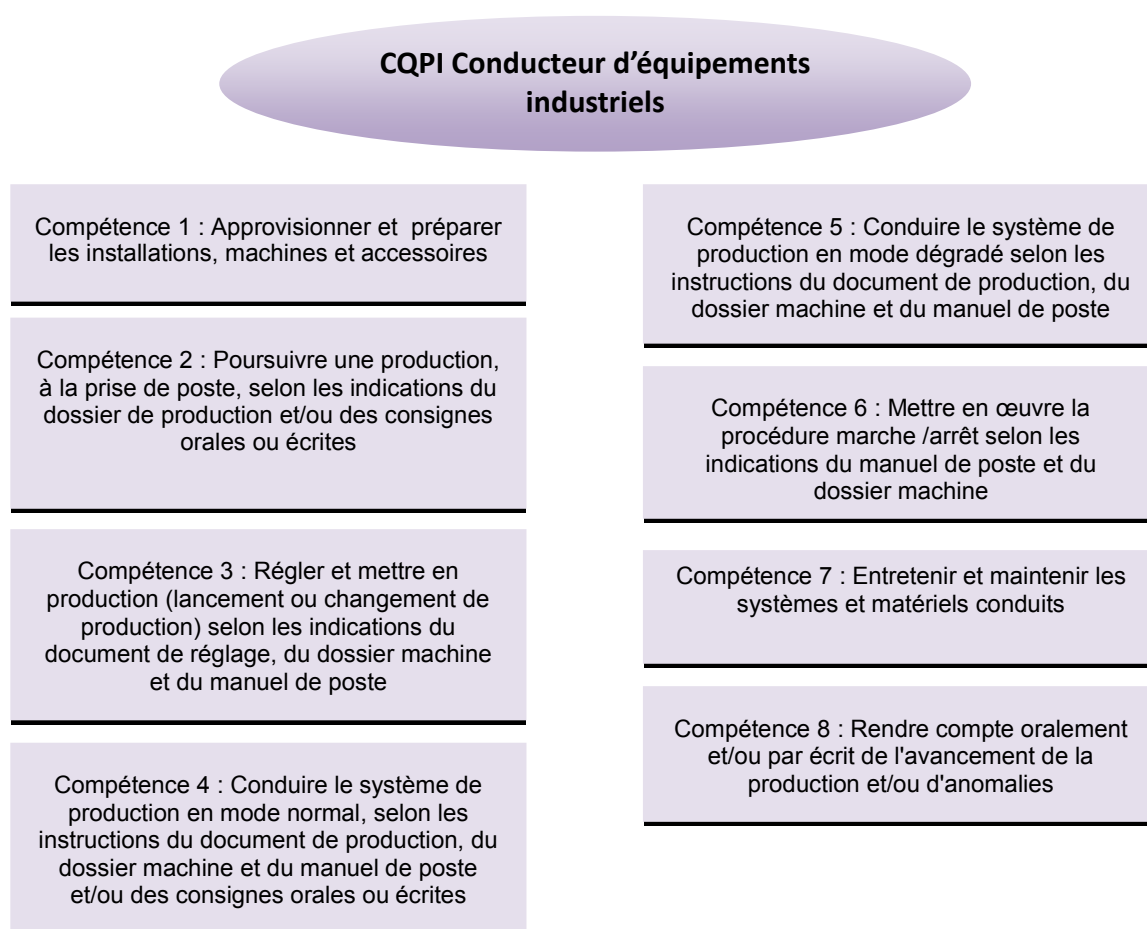 CQPI Conducteur d’équipements
industriels
Compétence 1 : Approvisionner et préparer
les installations, machines et accessoires
Compétence 2 : Poursuivre une production,
à la prise de poste, selon les indications du
dossier de production et/ou des consignes
orales ou écrites
Compétence 3 : Régler et mettre en
production (lancement ou changement de
production) selon les indications du
document de réglage, du dossier machine
et du manuel de poste
Compétence 4 : Conduire le système de
production en mode normal, selon les
instructions du document de production, du
dossier machine et du manuel de poste
et/ou des consignes orales ou écrites
Compétence 5 : Conduire le système de
production en mode dégradé selon les
instructions du document de production, du
dossier machine et du manuel de poste
Compétence 6 : Mettre en œuvre la
procédure marche /arrêt selon les
indications du manuel de poste et du
dossier machine
Compétence 7 : Entretenir et maintenir les
systèmes et matériels conduits
Compétence 8 : Rendre compte oralement
et/ou par écrit de l'avancement de la
production et/ou d'anomalies